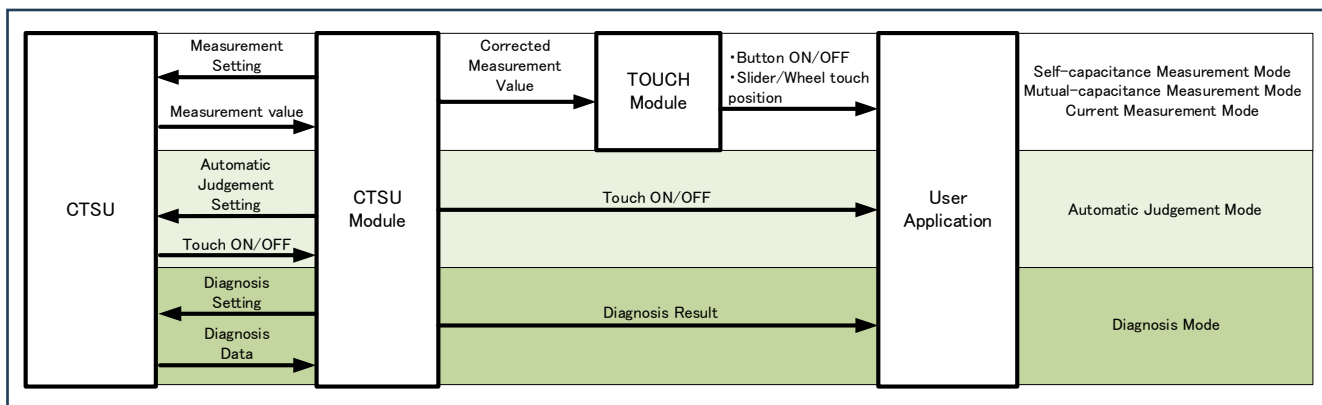 CTSU
Measurement
Setting
Measurement value
Automatic
Judgement
Setting
Touch ON/OFF
Diagnosis
Setting
Diagnosis
Data
CTSU
Module
Corrected
Measurement
Value
TOUCH
Module
・Button ON/OFF
・Slider/Wheel touch
position
Touch ON/OFF
Diagnosis Result
User
Application
Self-capacitance Measurement Mode
Mutual-capacitance Measurement Mode
Current Measurement Mode
Automatic Judgement Mode
Diagnosis Mode